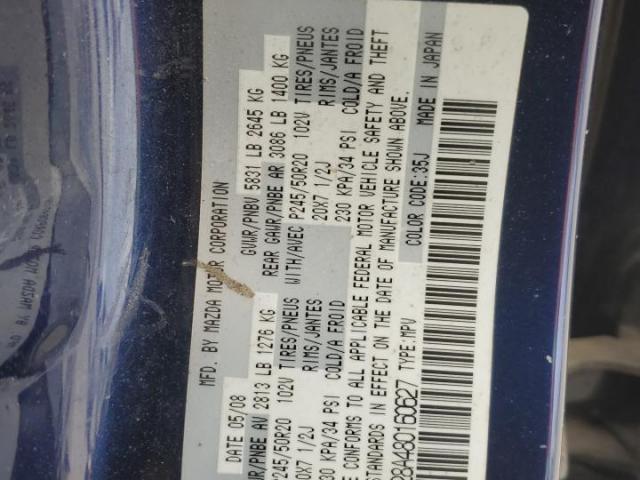 MFD. BY MAZDA MOTOR CORPORATION
DATE 05/08 GVWR/PNBV 5831 LB 2645 KG
GWR/PNBE AV 2813 LB 1276 KG REAR GAWR/PNBE AR 3086 LB 1400 KG
P245/50R20 102V TIRES/PNEUS WITH/AVEC P245/50R20 102V TIRES/PNEUS
0X7 1/2J RIMS/JANTES 20X7 1/2J RIMS/JANTES
230 KPA/34 PSI COLD/A FROID 230 KPA/34 PSI COLD/A FROID
CONFORMS TO ALL APPLICABLE FEDERAL MOTOR VEHICLE SAFETY AND THEFT
STANDARDS IN EFFECT ON THE DATE OF MANUFACTURE SHOWN ABOVE.
28A480160627 TYPE:MPV COLOR CODE:35J MADE IN JAPAN